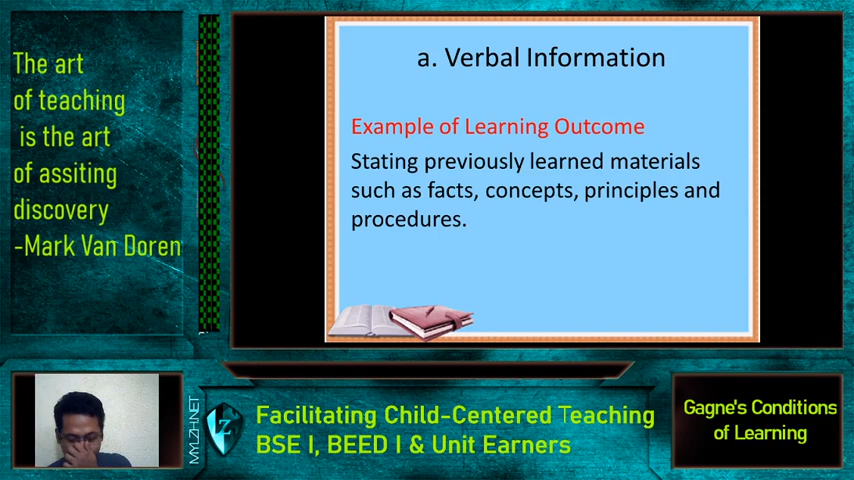 The art
of teaching
is the art
of assiting
discovery
-Mark Van Doren
a. Verbal Information
Example of Learning Outcome
Stating previously learned materials
such as facts, concepts, principles and
procedures.
MYLZH.NET
Z
Facilitating Child-Centered Teaching
BSE I, BEED I & Unit Earners
Gagne's Conditions
of Learning